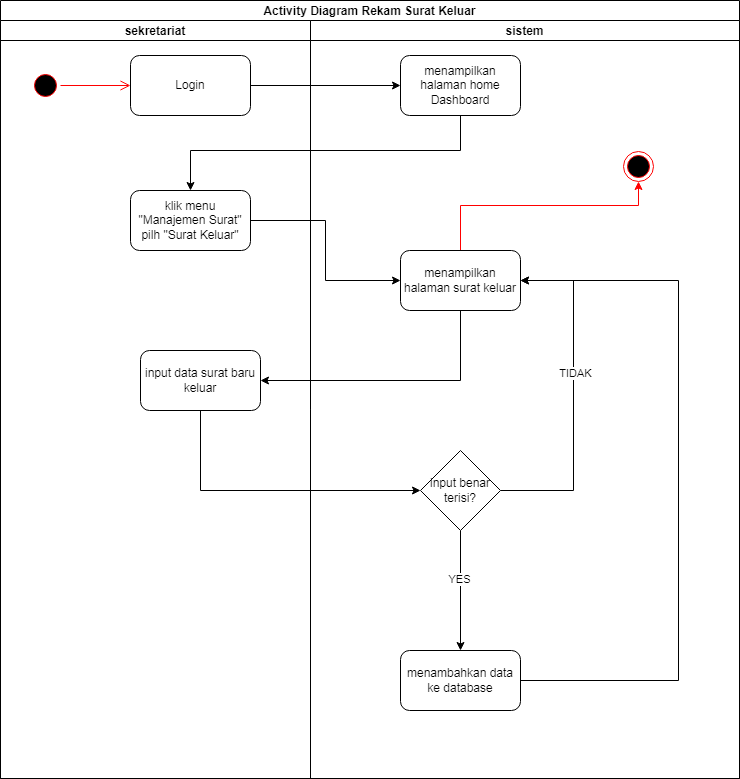 Activity Diagram Rekam Surat Keluar
sekretariat
sistem
Login
menampilkan
halaman home
Dashboard
klik menu
"Manajemen Surat"
pilh "Surat Keluar"
menampilkan
halaman surat keluar
input data surat baru
keluar
TIDAK
Input benar
terisi?
YES
menambahkan data
ke database